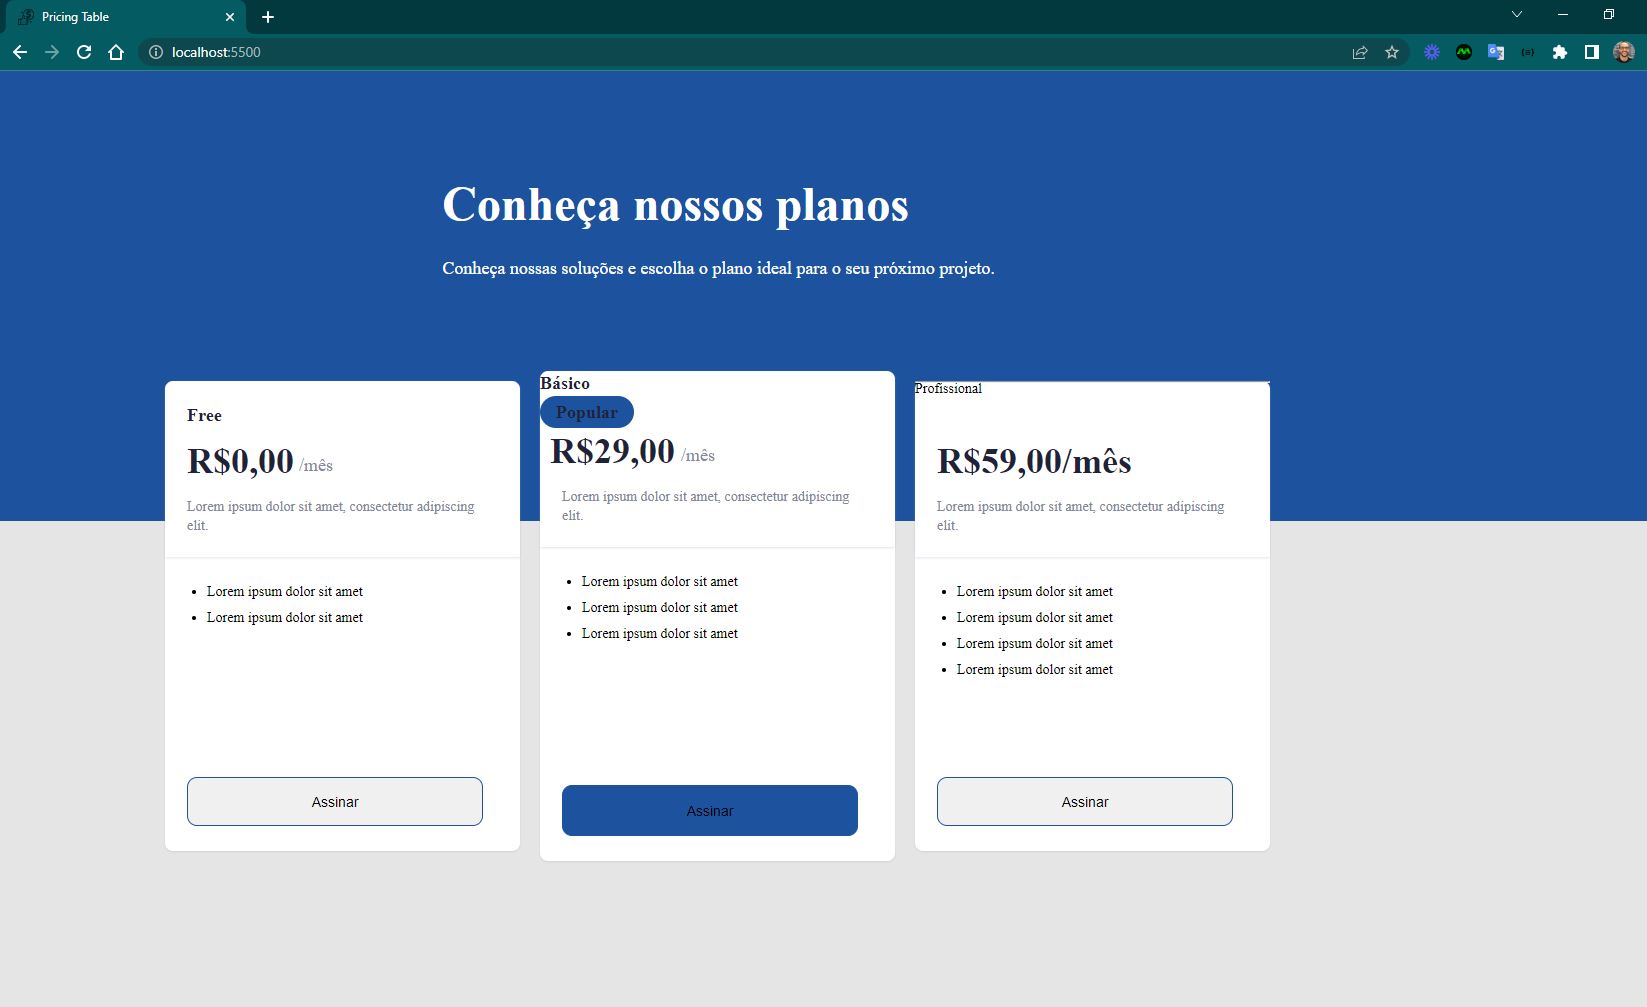 Pricing Table
localhost:5500
Conheça nossos planos
Conheça nossas soluções e escolha o plano ideal para o seu próximo projeto.
Free
R$0,00 /mês
Lorem ipsum dolor sit amet, consectetur adipiscing
elit.
Lorem ipsum dolor sit amet
Lorem ipsum dolor sit amet
Assinar
Básico
Popular
R$29,00 /mês
Lorem ipsum dolor sit amet, consectetur adipiscing
elit.
Lorem ipsum dolor sit amet
Lorem ipsum dolor sit amet
Lorem ipsum dolor sit amet
Assinar
Profissional
R$59,00/mês
Lorem ipsum dolor sit amet, consectetur adipiscing
elit.
Lorem ipsum dolor sit amet
Lorem ipsum dolor sit amet
Lorem ipsum dolor sit amet
Lorem ipsum dolor sit amet
Assinar